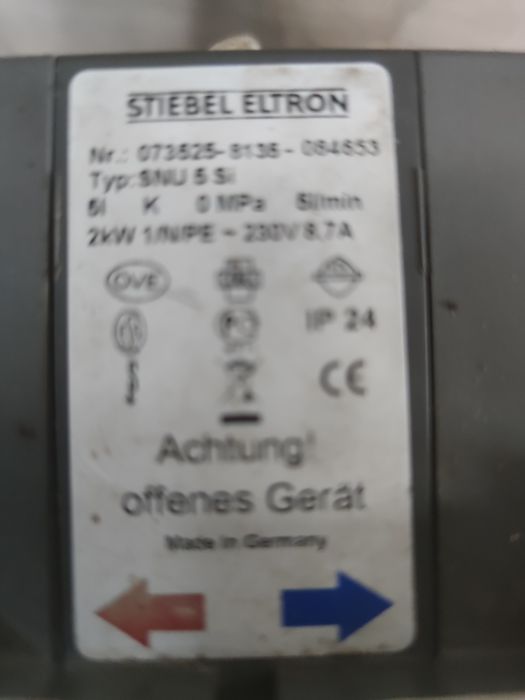 STIEBEL ELTRON
Nr.: 073525-8136-084653
Typ:SNU 5 Si
5l K 0 MPa 5l/min
2kW 1/N/PE ~ 230V 8,7A
OVE
IP 24
CE
Achtung!
offenes Gerät
Made in Germany